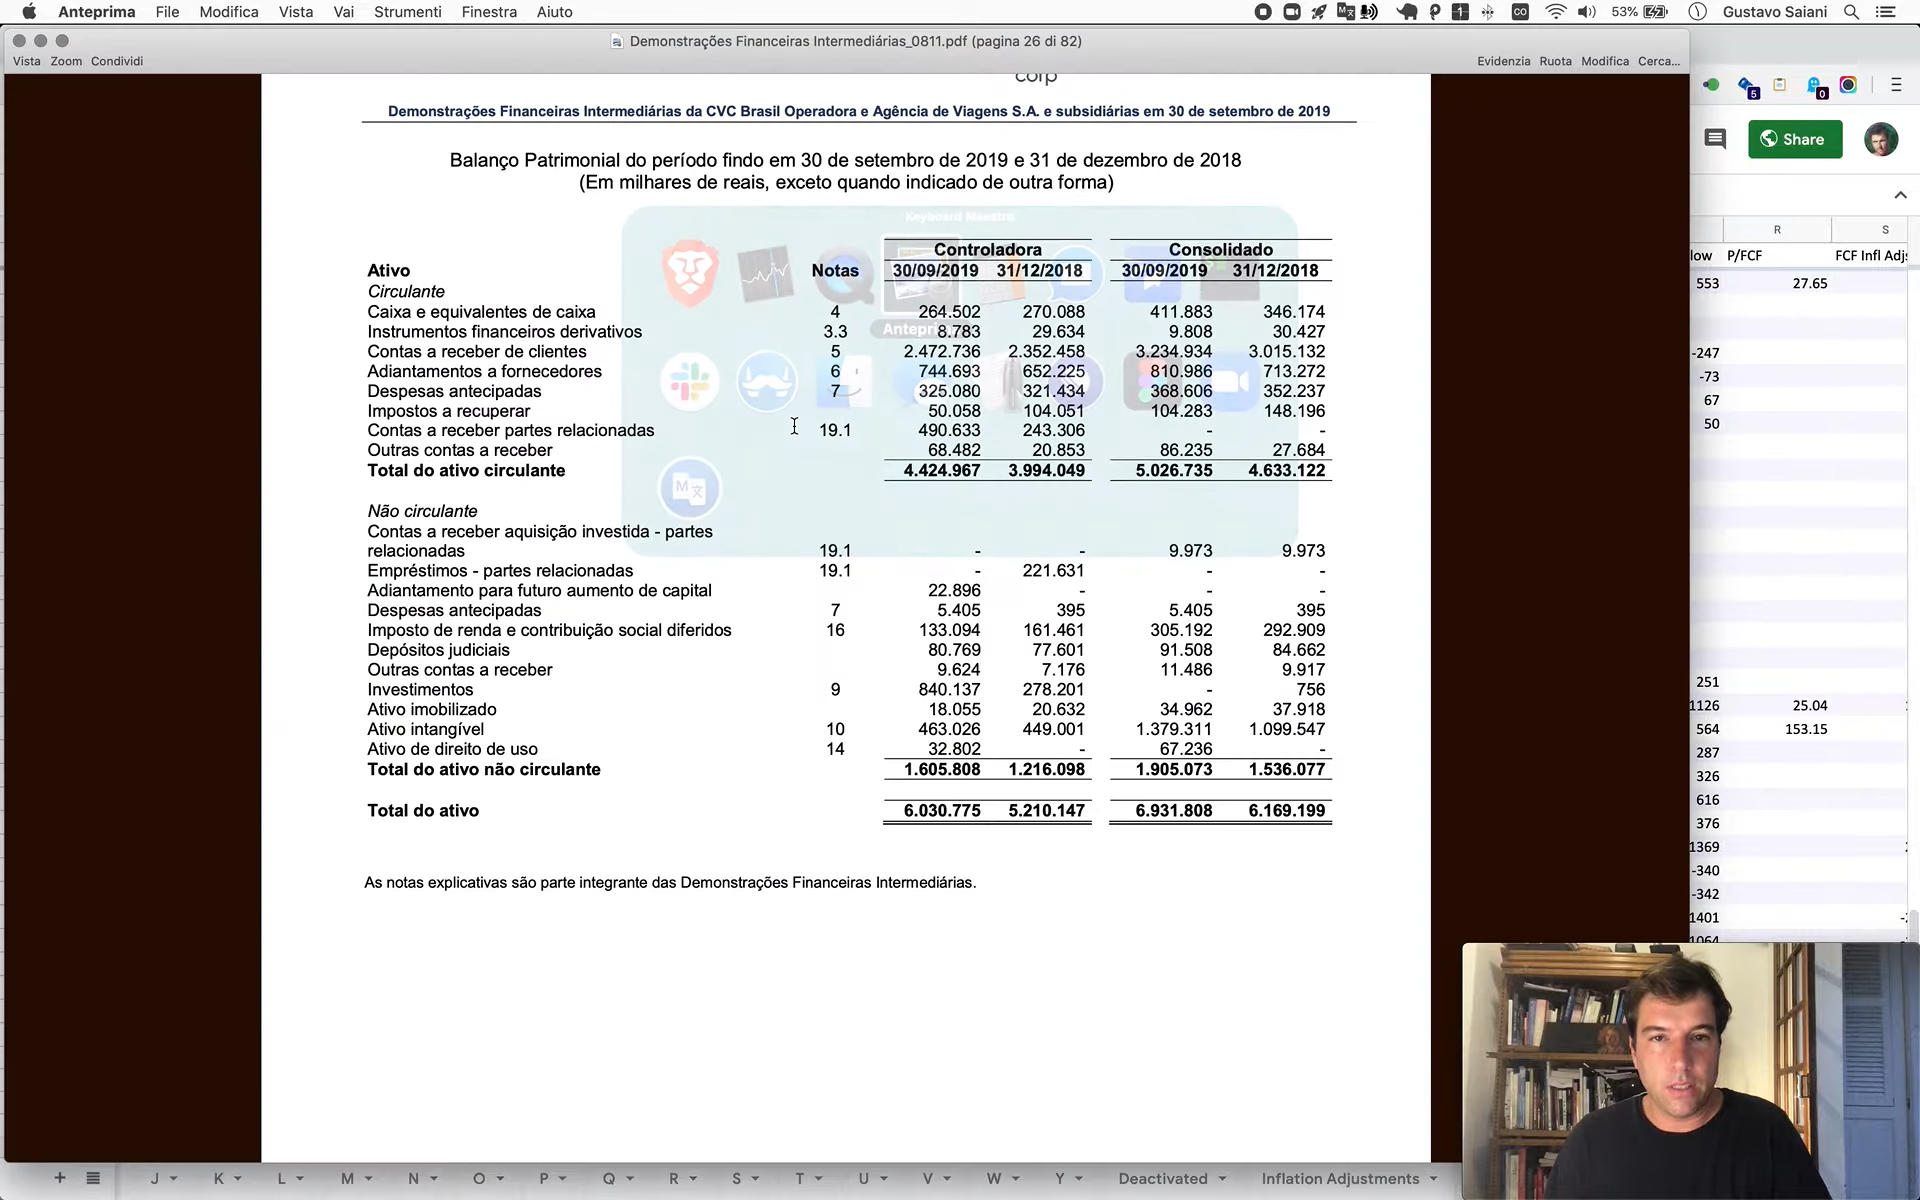 Anteprima File Modifica Vista Vai Strumenti Finestra Aiuto
53% Gustavo Saiani
Demonstrações Financeiras Intermediárias_0811.pdf (pagina 26 di 82)
Vista Zoom Condividi Evidenzia Ruota Modifica Cerca...
corp
Demonstrações Financeiras Intermediárias da CVC Brasil Operadora e Agência de Viagens S.A. e subsidiárias em 30 de setembro de 2019
Balanço Patrimonial do período findo em 30 de setembro de 2019 e 31 de dezembro de 2018
(Em milhares de reais, exceto quando indicado de outra forma)
Keyboard Maestro
Controladora Consolidado
Ativo Notas 30/09/2019 31/12/2018 30/09/2019 31/12/2018
Circulante
Caixa e equivalentes de caixa 4 264.502 270.088 411.883 346.174
Instrumentos financeiros derivativos 3.3 8.783 29.634 9.808 30.427
Contas a receber de clientes 5 2.472.736 2.352.458 3.234.934 3.015.132
Adiantamentos a fornecedores 6 744.693 652.225 810.986 713.272
Despesas antecipadas 7 325.080 321.434 368.606 352.237
Impostos a recuperar 50.058 104.051 104.283 148.196
Contas a receber partes relacionadas 19.1 490.633 243.306 - -
Outras contas a receber 68.482 20.853 86.235 27.684
Total do ativo circulante 4.424.967 3.994.049 5.026.735 4.633.122
Não circulante
Contas a receber aquisição investida - partes
relacionadas 19.1 - - 9.973 9.973
Empréstimos - partes relacionadas 19.1 - 221.631 - -
Adiantamento para futuro aumento de capital 22.896 - - -
Despesas antecipadas 7 5.405 395 5.405 395
Imposto de renda e contribuição social diferidos 16 133.094 161.461 305.192 292.909
Depósitos judiciais 80.769 77.601 91.508 84.662
Outras contas a receber 9.624 7.176 11.486 9.917
Investimentos 9 840.137 278.201 - 756
Ativo imobilizado 18.055 20.632 34.962 37.918
Ativo intangível 10 463.026 449.001 1.379.311 1.099.547
Ativo de direito de uso 14 32.802 - 67.236 -
Total do ativo não circulante 1.605.808 1.216.098 1.905.073 1.536.077
Total do ativo 6.030.775 5.210.147 6.931.808 6.169.199
As notas explicativas são parte integrante das Demonstrações Financeiras Intermediárias.
5 0
Share
R S
low P/FCF FCF Infl Adj
553 27.65
-247
-73
67
50
251
1126 25.04
564 153.15
287
326
616
376
1369
-340
-342
1401
1064
+ J K L M N O P Q R S T U V W Y Deactivated Inflation Adjustments